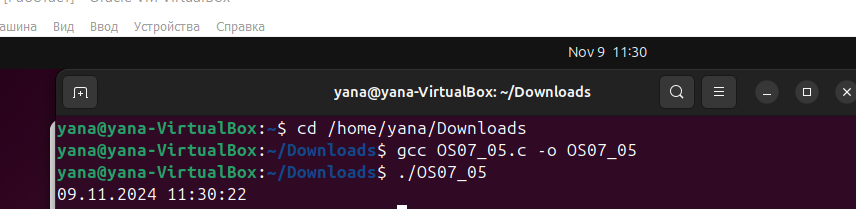 [Работает] - Oracle VM VirtualBox
ашина Вид Ввод Устройства Справка
Nov 9 11:30
yana@yana-VirtualBox: ~/Downloads
yana@yana-VirtualBox:~$ cd /home/yana/Downloads
yana@yana-VirtualBox:~/Downloads$ gcc OS07_05.c -o OS07_05
yana@yana-VirtualBox:~/Downloads$ ./OS07_05
09.11.2024 11:30:22